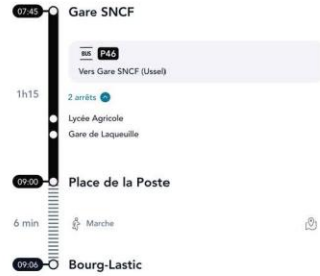 07:45 Gare SNCF
BUS P46
Vers Gare SNCF (Ussel)
1h15 2 arrêts
Lycée Agricole
Gare de Laqueuille
09:00 Place de la Poste
6 min Marche
09:06 Bourg-Lastic